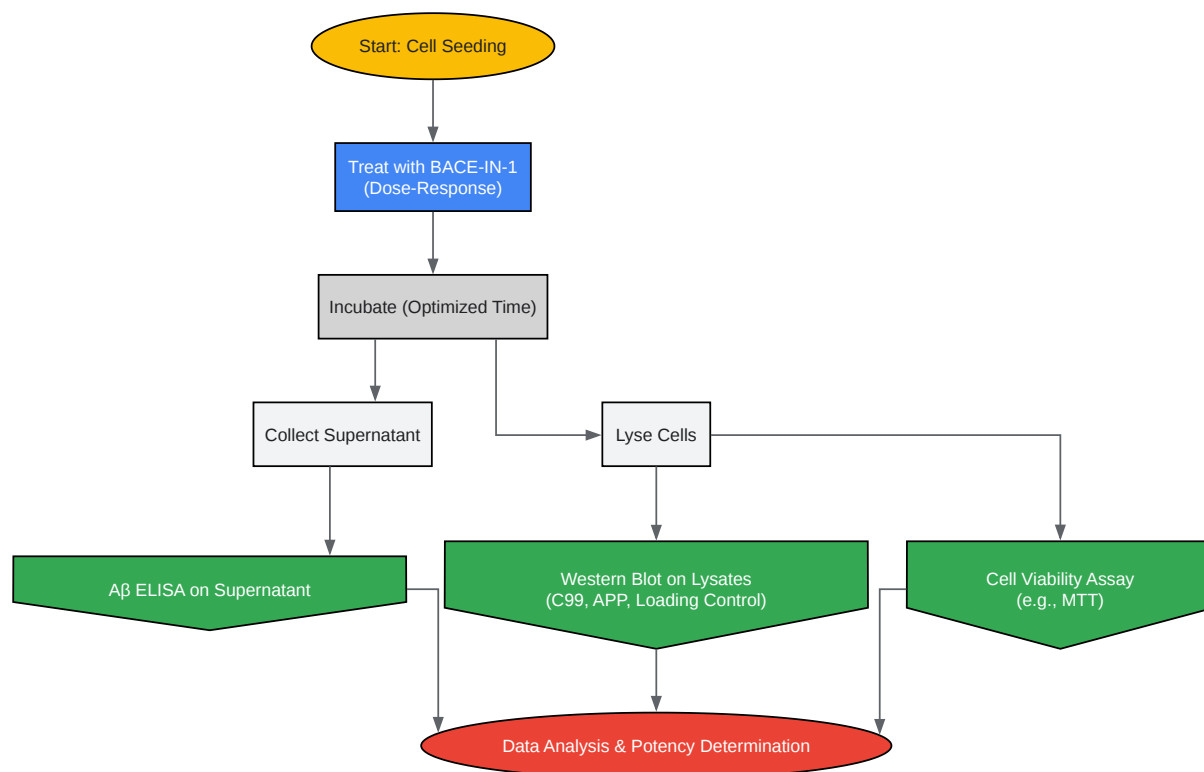 Start: Cell Seeding
Treat with BACE-IN-1
(Dose-Response)
Incubate (Optimized Time)
Collect Supernatant
Lyse Cells
Aβ ELISA on Supernatant
Western Blot on Lysates
(C99, APP, Loading Control)
Cell Viability Assay
(e.g., MTT)
Data Analysis & Potency Determination